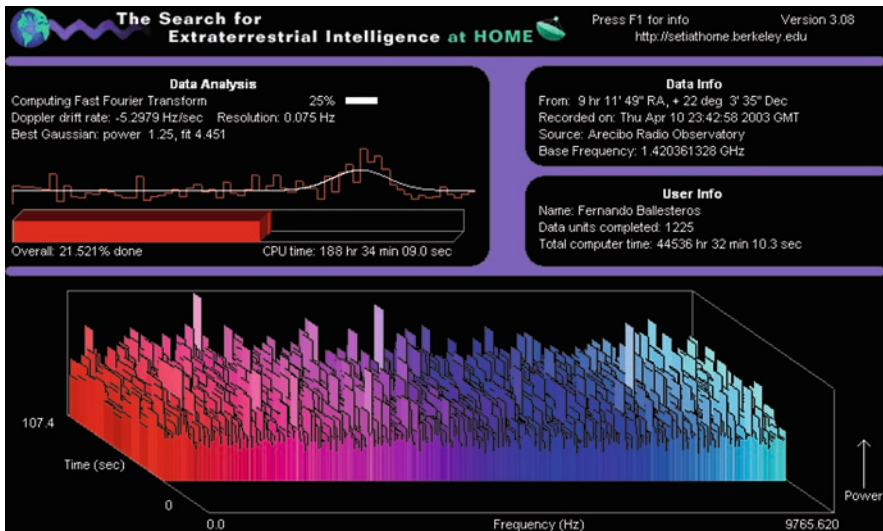 The Search for
Extraterrestrial Intelligence at HOME
Press F1 for info Version 3.08
http://setiathome.berkeley.edu
Data Analysis
Computing Fast Fourier Transform 25%
Doppler drift rate: -5.2979 Hz/sec Resolution: 0.075 Hz
Best Gaussian: power 1.25, fit 4.451
Overall: 21.521% done CPU time: 188 hr 34 min 09.0 sec
Data Info
From: 9 hr 11' 49" RA, + 22 deg 3' 35" Dec
Recorded on: Thu Apr 10 23:42:58 2003 GMT
Source: Arecibo Radio Observatory
Base Frequency: 1.420361328 GHz
User Info
Name: Fernando Ballesteros
Data units completed: 1225
Total computer time: 44536 hr 32 min 10.3 sec
107.4
Time (sec)
0
0.0 Frequency (Hz) 9765.620
Power